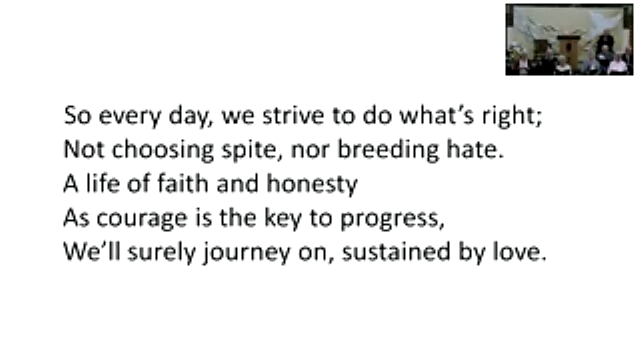 So every day, we strive to do what’s right;
Not choosing spite, nor breeding hate.
A life of faith and honesty
As courage is the key to progress,
We’ll surely journey on, sustained by love.